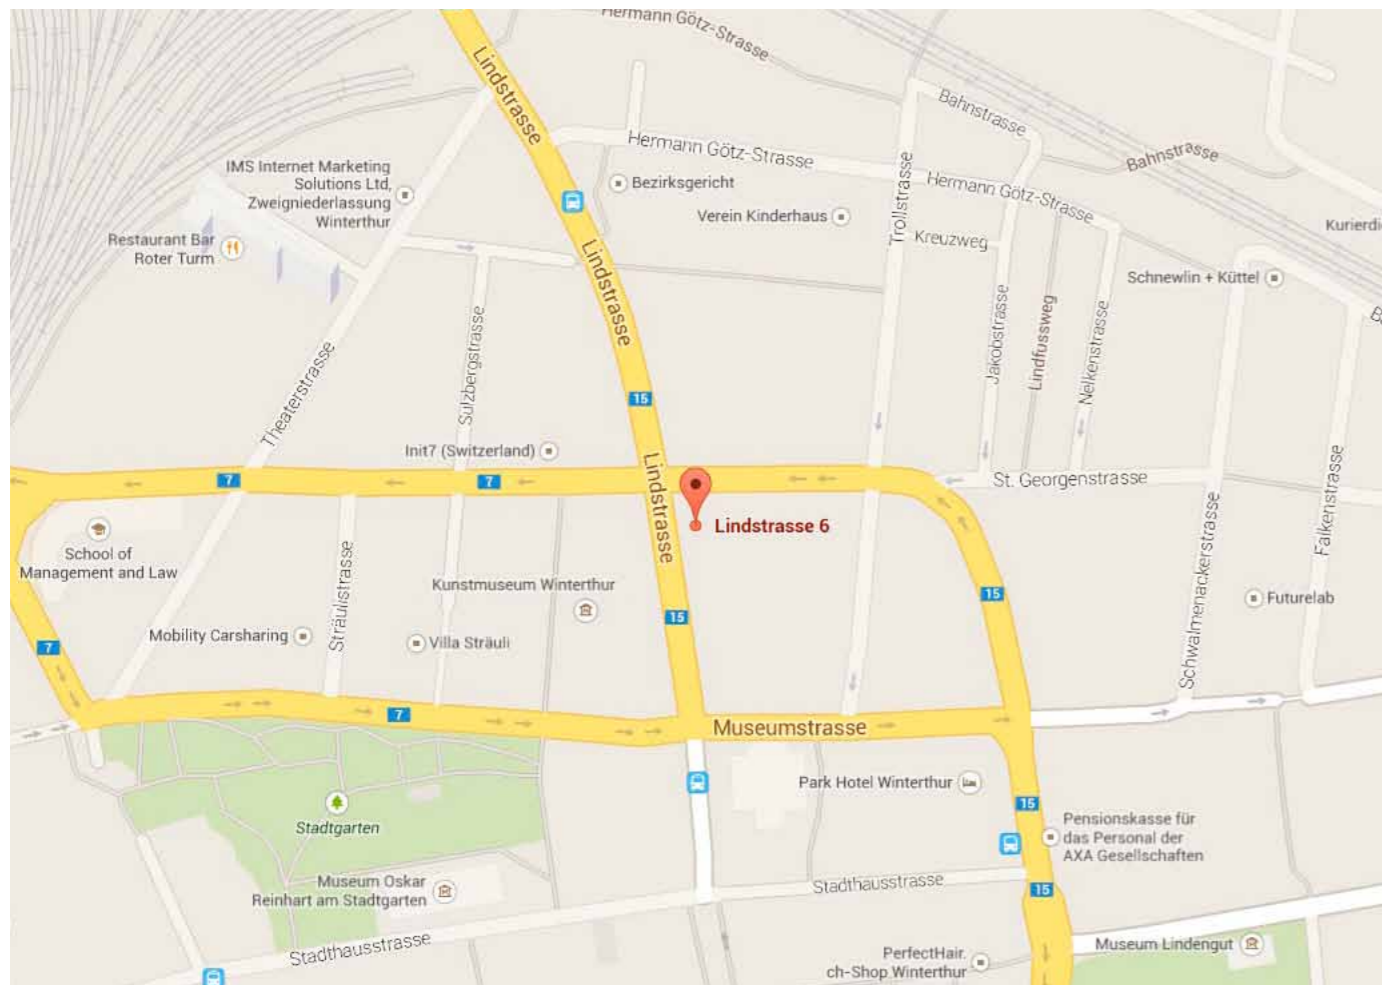 Hermann Götz-Strasse
Lindstrasse
Bahnstrasse
Hermann Götz-Strasse
Bahnstrasse
IMS Internet Marketing
Solutions Ltd,
Zweigniederlassung
Winterthur
Bezirksgericht
Hermann Götz-Strasse
Verein Kinderhaus
Trollstrasse
Kurierdi
Restaurant Bar
Roter Turm
Kreuzweg
Lindstrasse
Schnewlin + Küttel
Jakobstrasse
Lindfussweg
Nelkenstrasse
Ba
Theaterstrasse
Sulzbergstrasse
15
Init7 (Switzerland)
Lindstrasse
7
7
St. Georgenstrasse
Falkenstrasse
Lindstrasse 6
School of
Management and Law
Sträulistrasse
Kunstmuseum Winterthur
15
Schwalmenackerstrasse
Futurelab
15
Mobility Carsharing
Villa Sträuli
7
7
Museumstrasse
Park Hotel Winterthur
15
Stadtgarten
Pensionskasse für
das Personal der
AXA Gesellschaften
Museum Oskar
Reinhart am Stadtgarten
Stadthausstrasse
15
Stadthausstrasse
Museum Lindengut
PerfectHair.
ch-Shop Winterthur